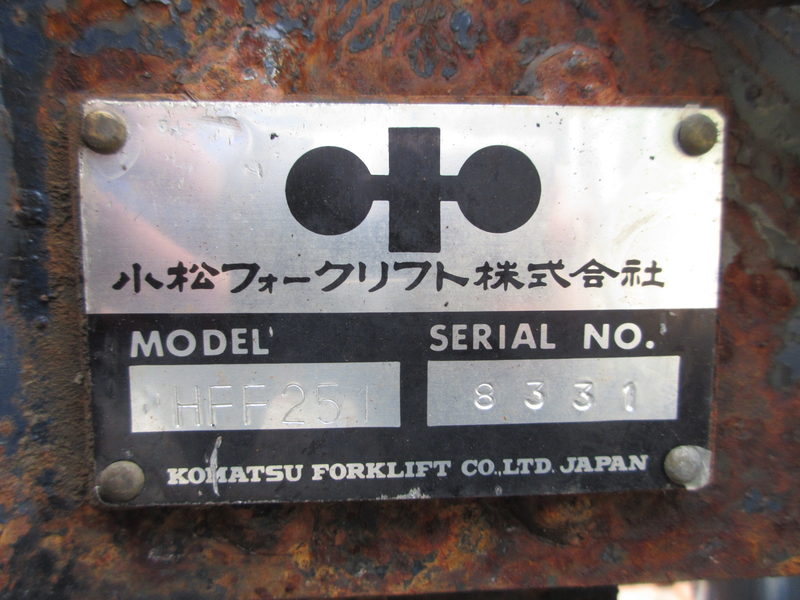 小松フォークリフト株式会社
MODEL SERIAL NO.
HFF251 8331
KOMATSU FORKLIFT CO.,LTD. JAPAN